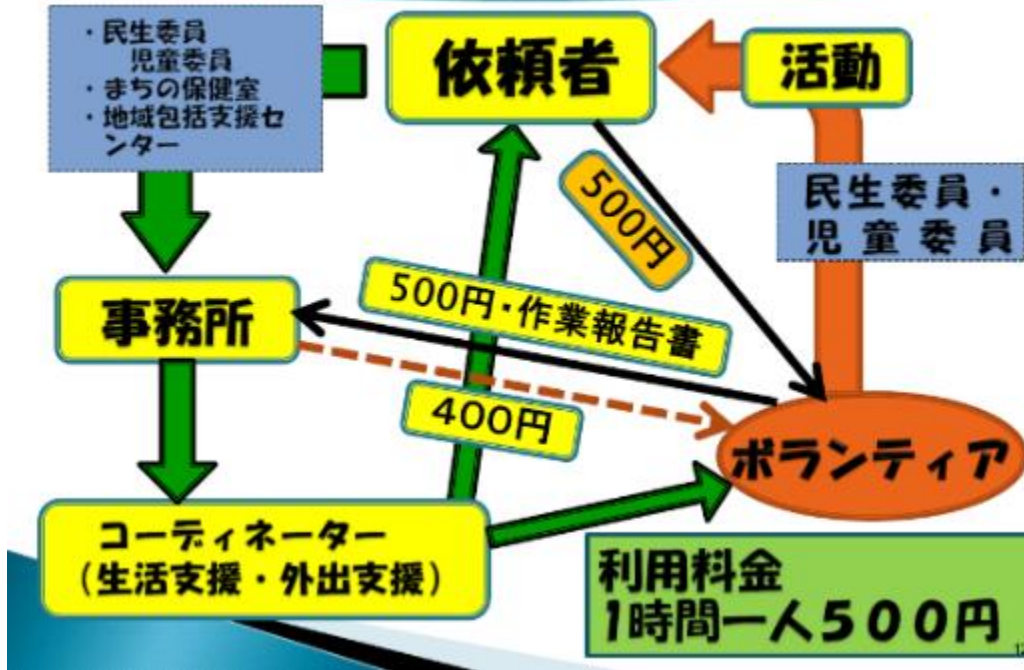 ・民生委員
児童委員
・まちの保健室
・地域包括支援セ
ンター
依頼者
活動
500円
民生委員・
児童委員
事務所
500円・作業報告書
400円
ボランティア
コーディネーター
(生活支援・外出支援)
利用料金
1時間一人500円
12